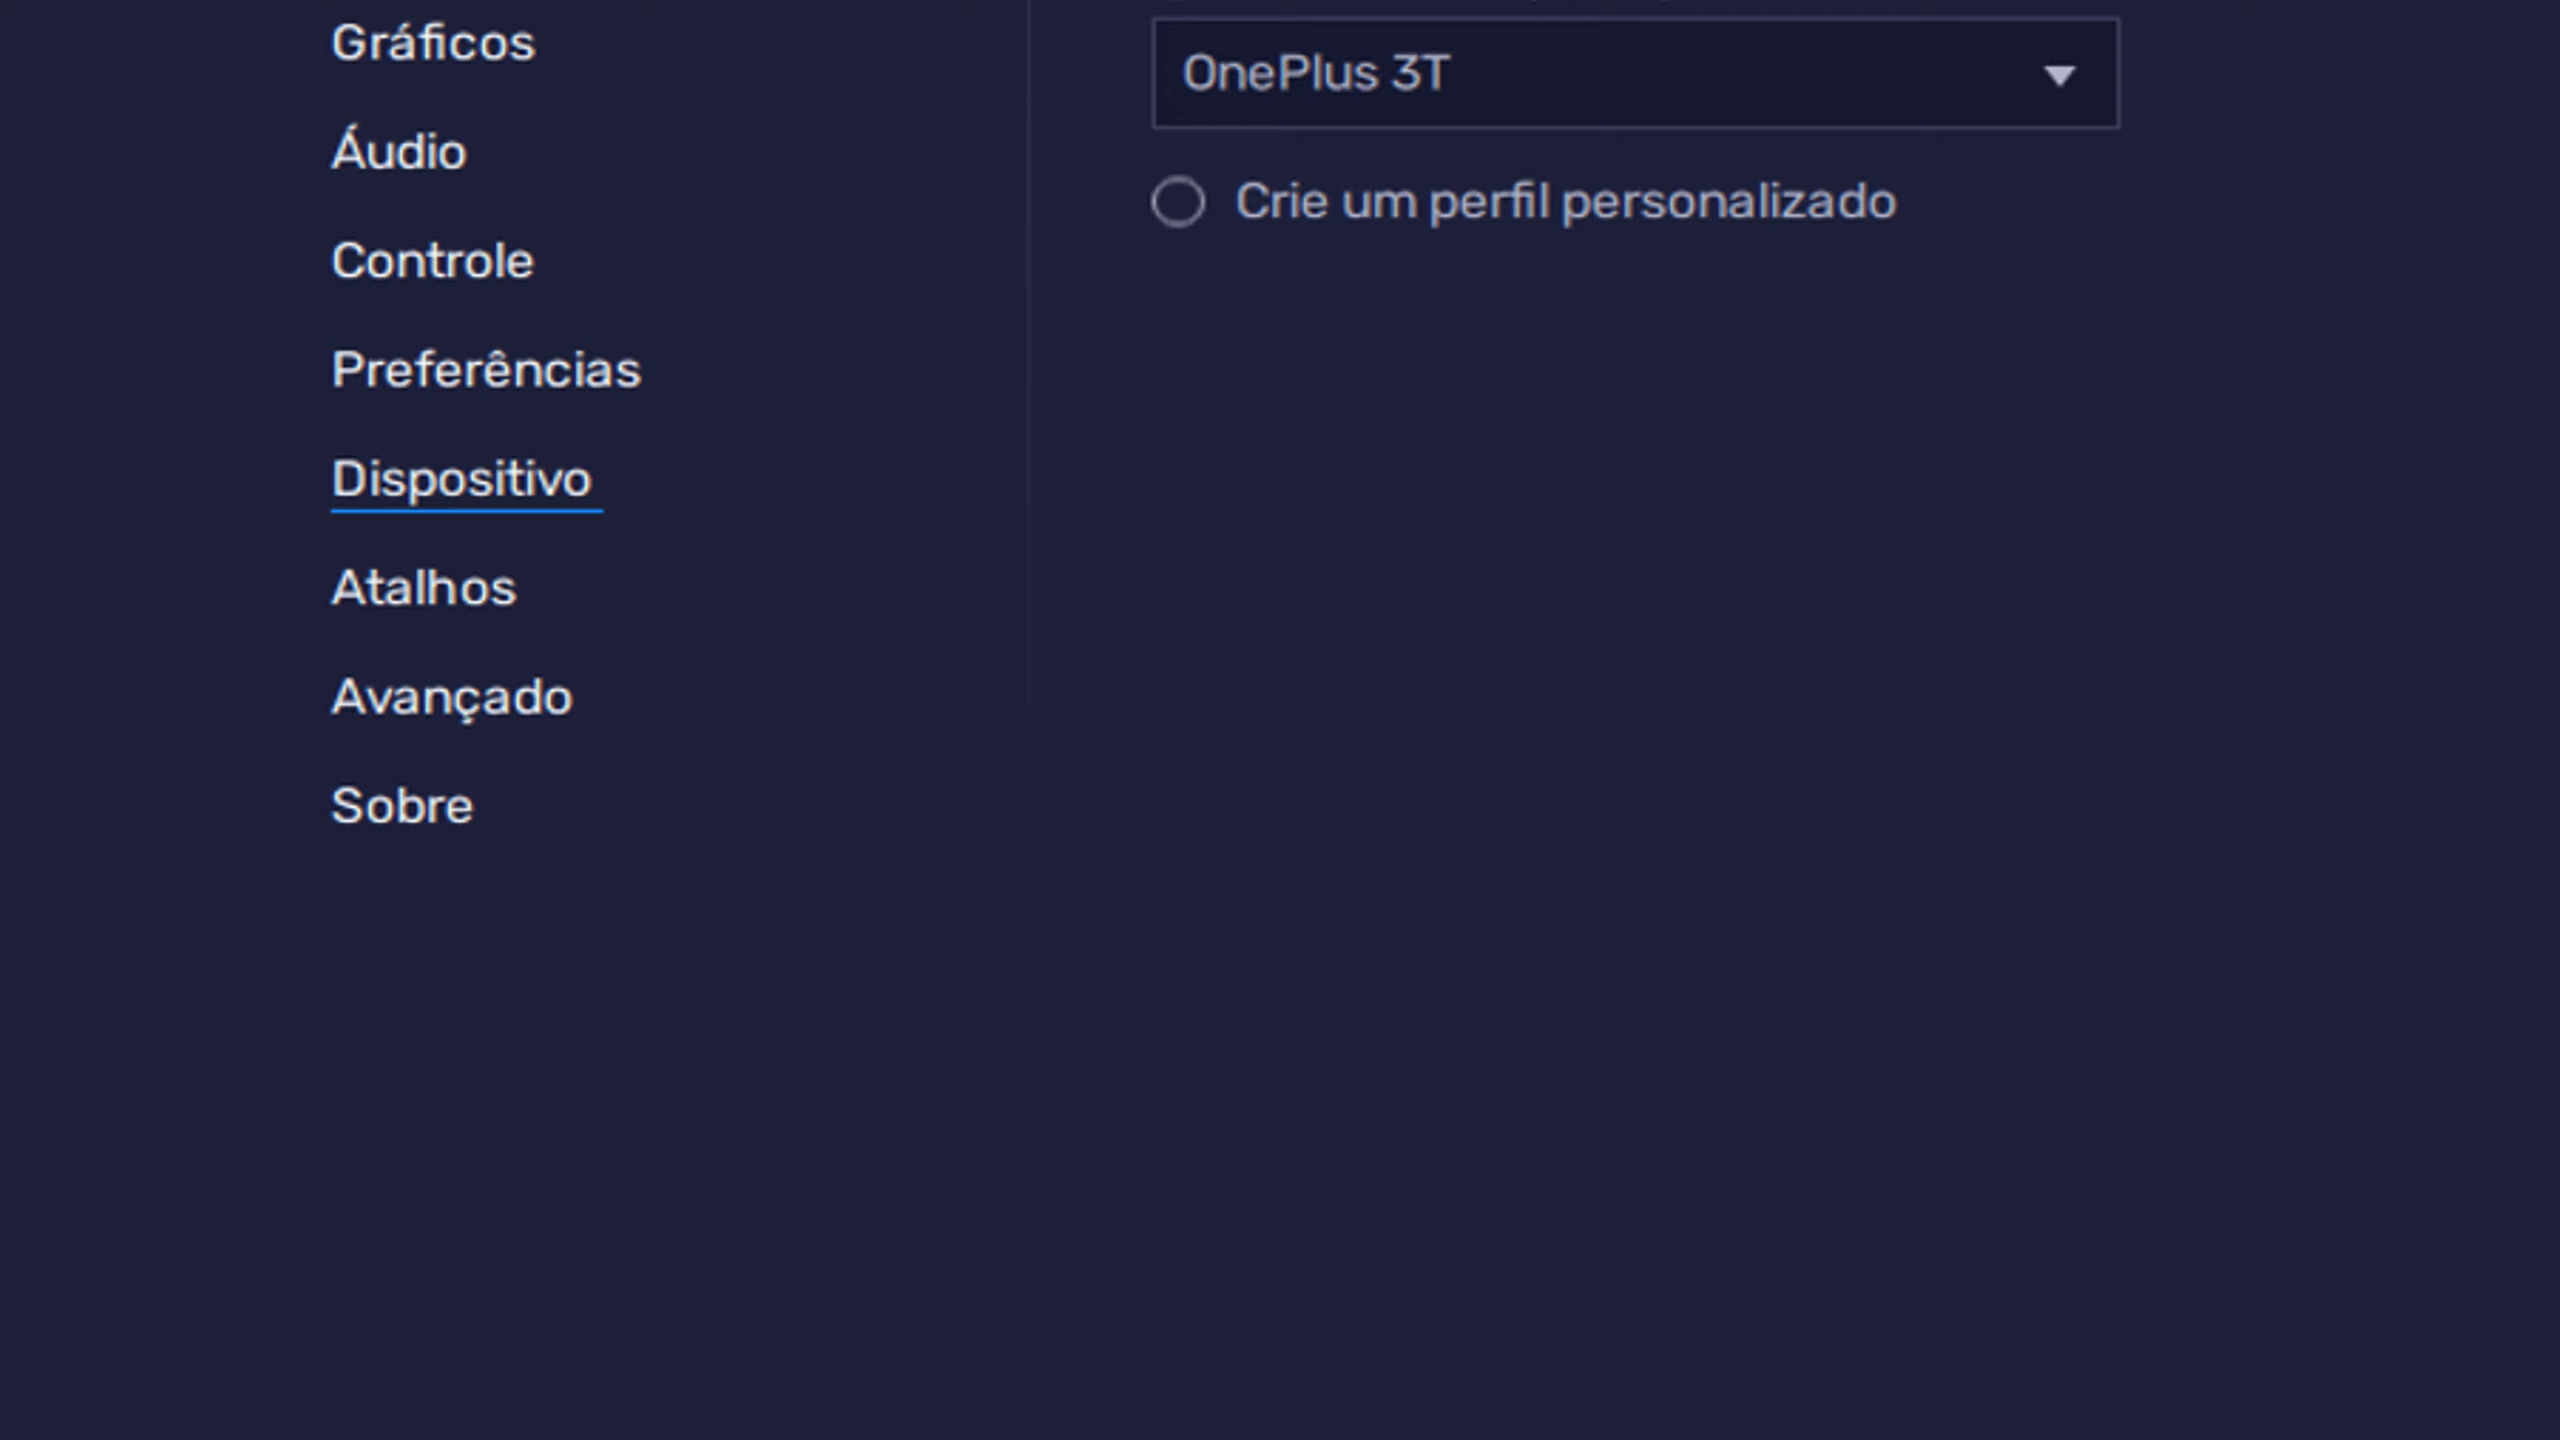 Gráficos
Áudio
Controle
Preferências
Dispositivo
Atalhos
Avançado
Sobre
OnePlus 3T
Crie um perfil personalizado